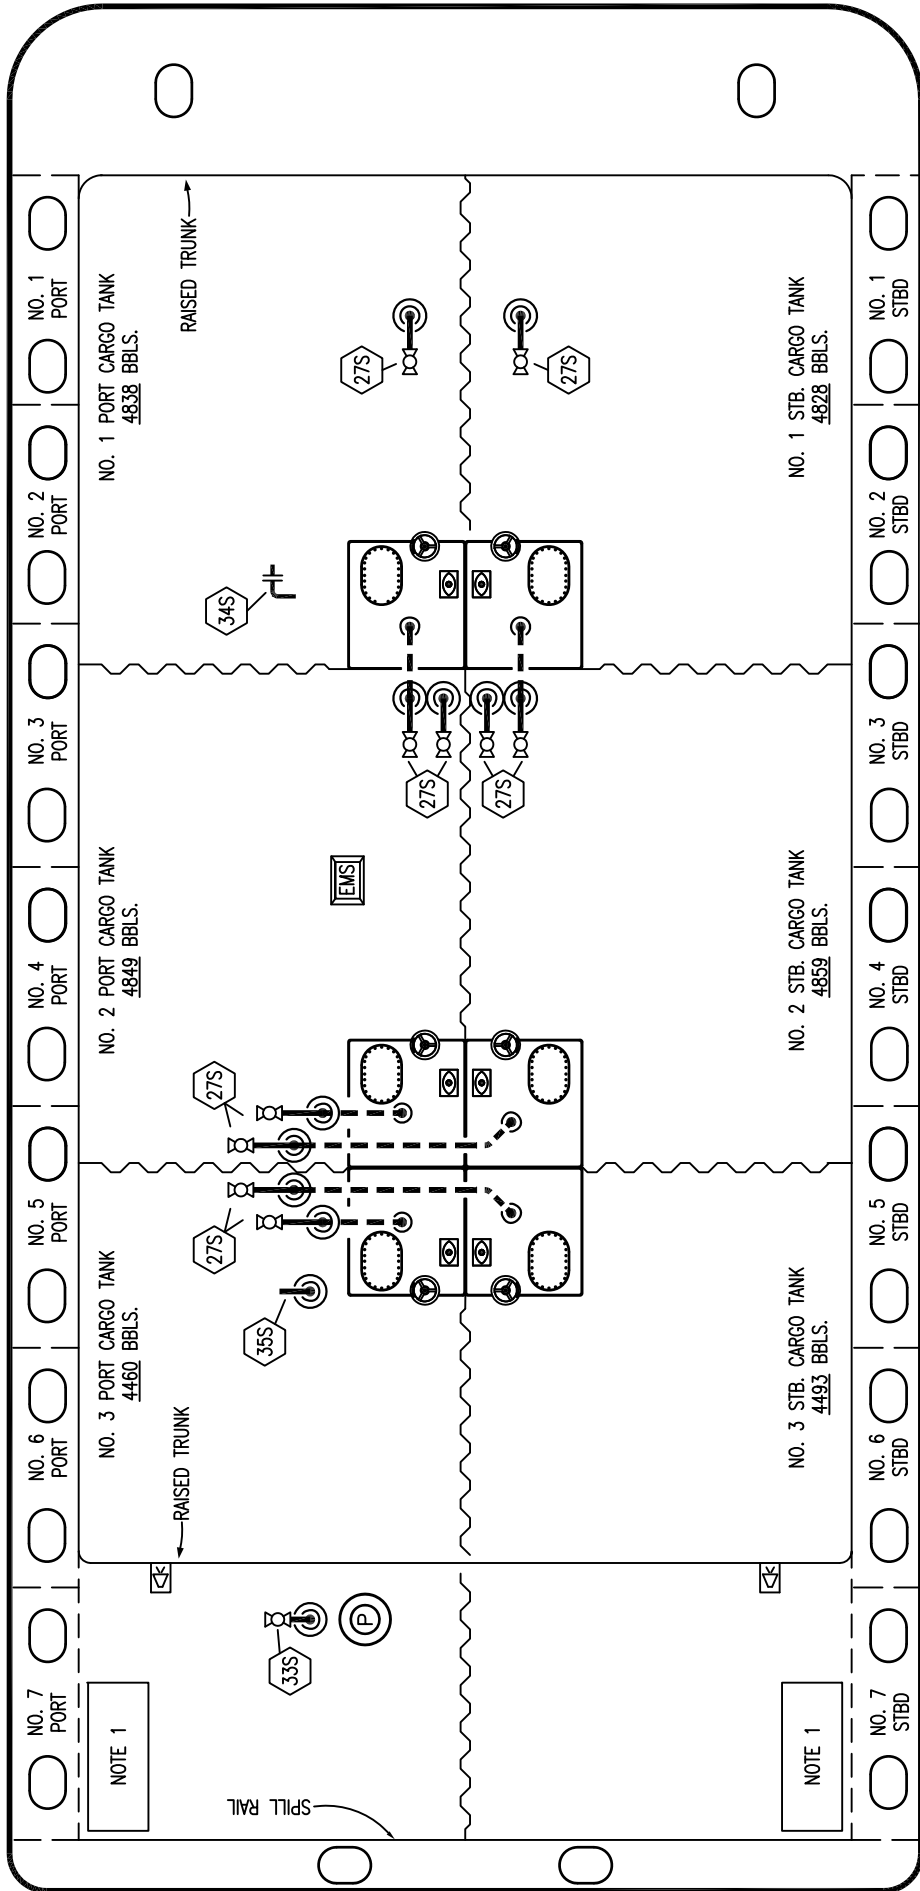 NO. 1
PORT
NO. 2
PORT
NO. 3
PORT
NO. 4
PORT
NO. 5
PORT
NO. 6
PORT
NO. 7
PORT
RAISED TRUNK
NO. 1 PORT CARGO TANK
4838 BBLS.
NO. 2 PORT CARGO TANK
4849 BBLS.
NO. 3 PORT CARGO TANK
4460 BBLS.
RAISED TRUNK
NOTE 1
34S
27S
27S
27S
27S
EMS
27S
27S
35S
33S
P
SPILL RAIL
NO. 1 STB. CARGO TANK
4828 BBLS.
NO. 2 STB. CARGO TANK
4859 BBLS.
NO. 3 STB. CARGO TANK
4493 BBLS.
NOTE 1
NO. 1
STBD
NO. 2
STBD
NO. 3
STBD
NO. 4
STBD
NO. 5
STBD
NO. 6
STBD
NO. 7
STBD